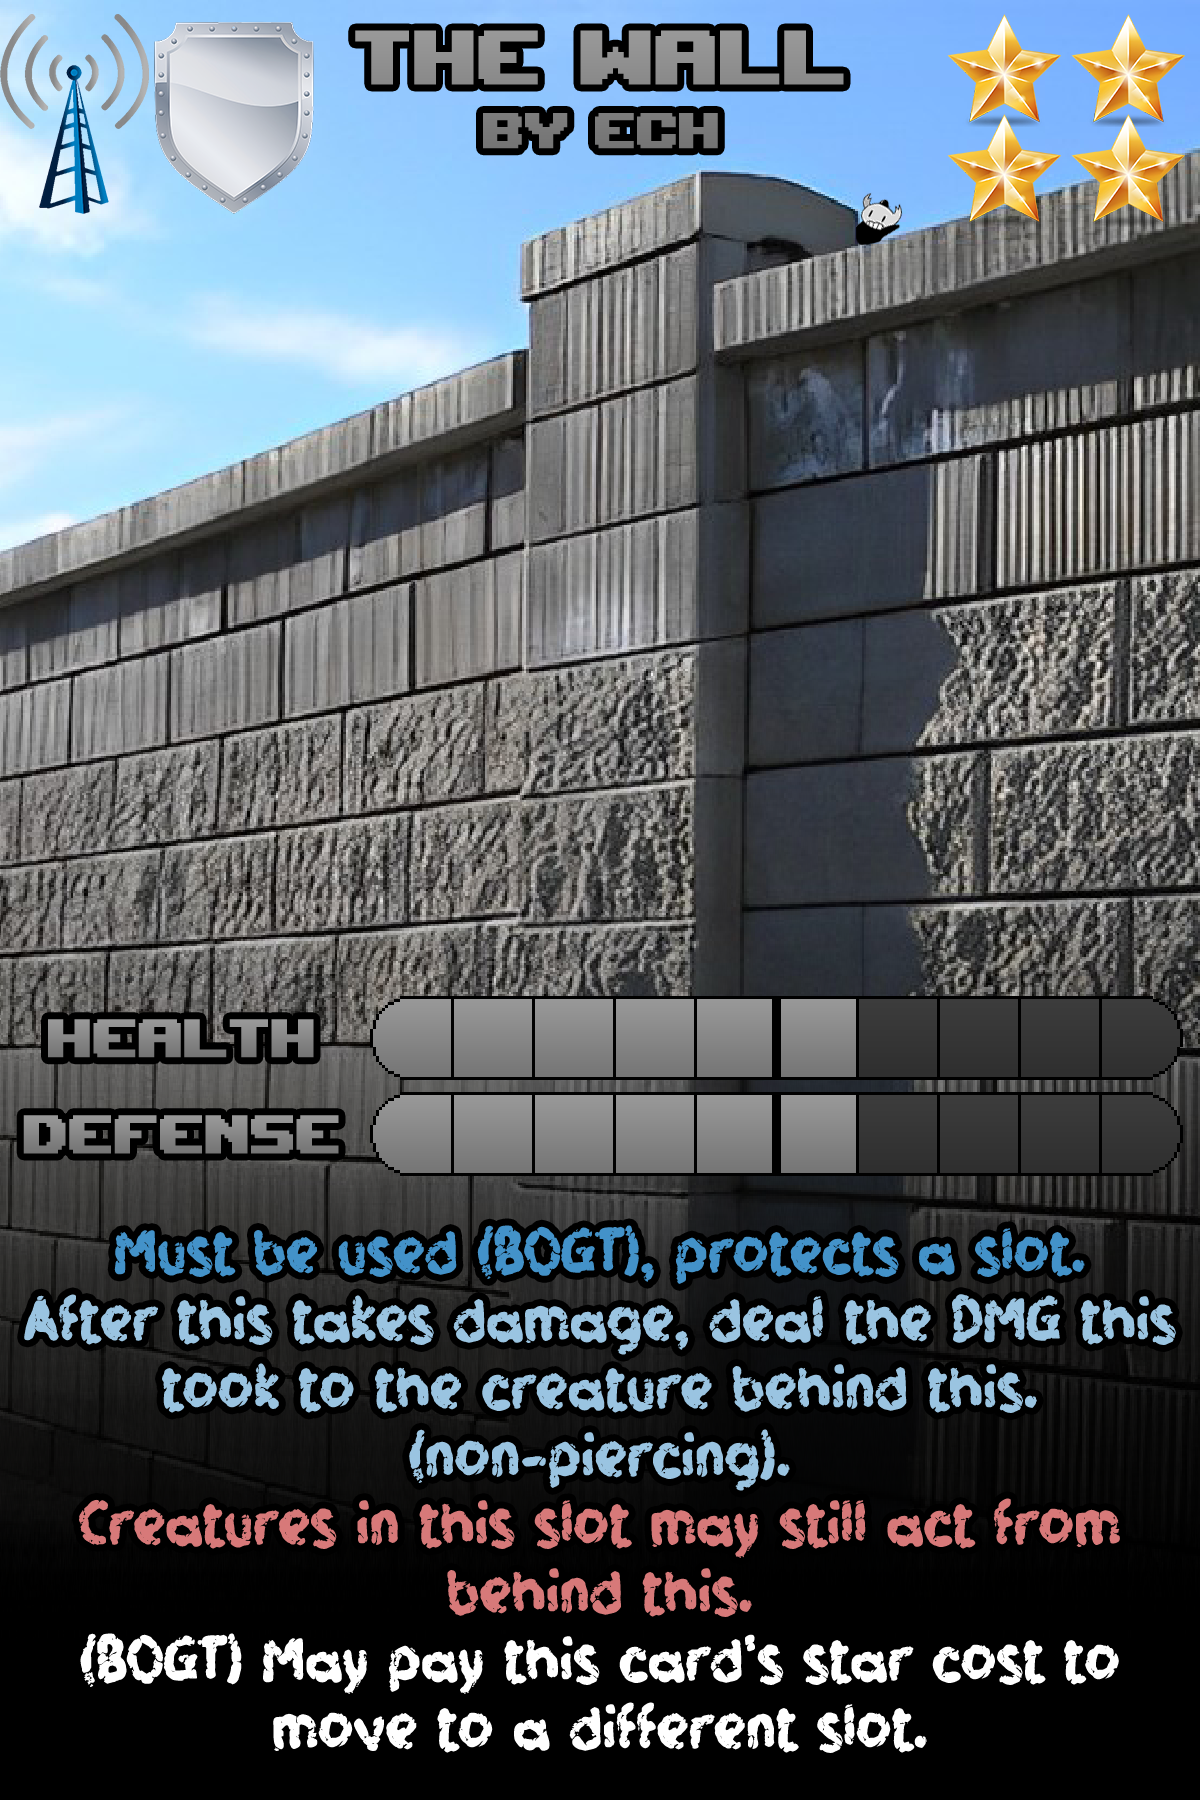 THE WALL
BY ECH
HEALTH
DEFENSE
Must be used (BOGT), protects a slot.
After this takes damage, deal the DMG this
took to the creature behind this.
(non-piercing).
Creatures in this slot may still act from
behind this.
(BOGT) May pay this card's star cost to
move to a different slot.